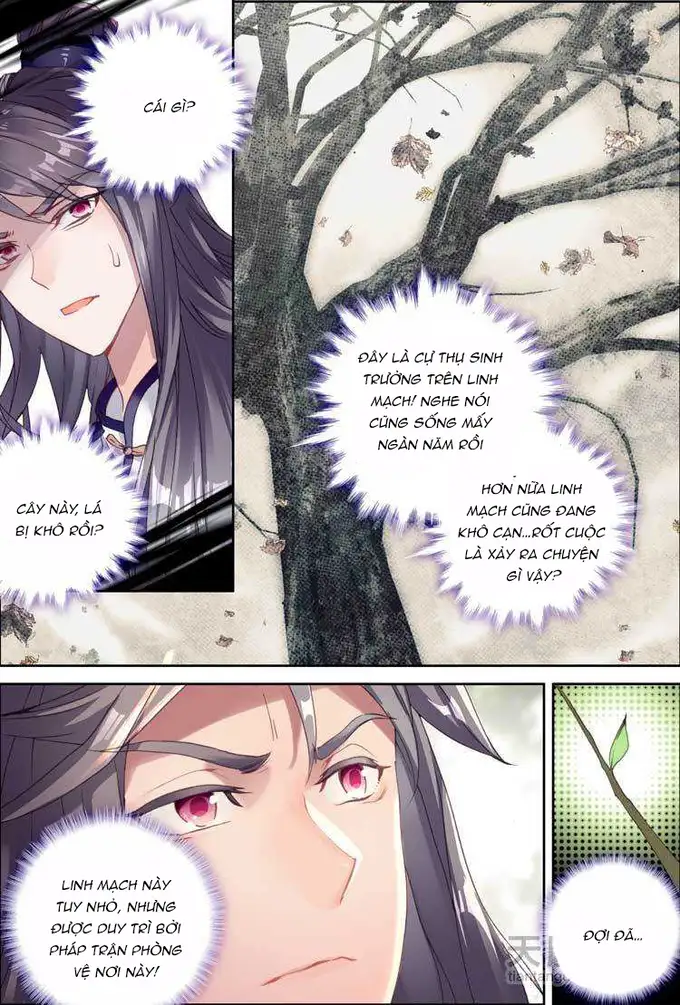 CÁI GÌ?
ĐÂY LÀ CỰ THỤ SINH
TRƯỜNG TRÊN LINH
MẠCH! NGHE NÓI
CŨNG SỐNG MẤY
NGÀN NĂM RỒI
CÂY NÀY, LÁ
BỊ KHÔ RỒI?
HƠN NỮA LINH
MẠCH CŨNG ĐANG
KHÔ CẠN...RỐT CUỘC
LÀ XẢY RA CHUYỆN
GÌ VẬY?
LINH MẠCH NÀY
TUY NHỎ, NHƯNG
ĐƯỢC DUY TRÌ BỞI
PHÁP TRẬN PHÒNG
VỆ NƠI NÀY!
ĐỢI ĐÃ...